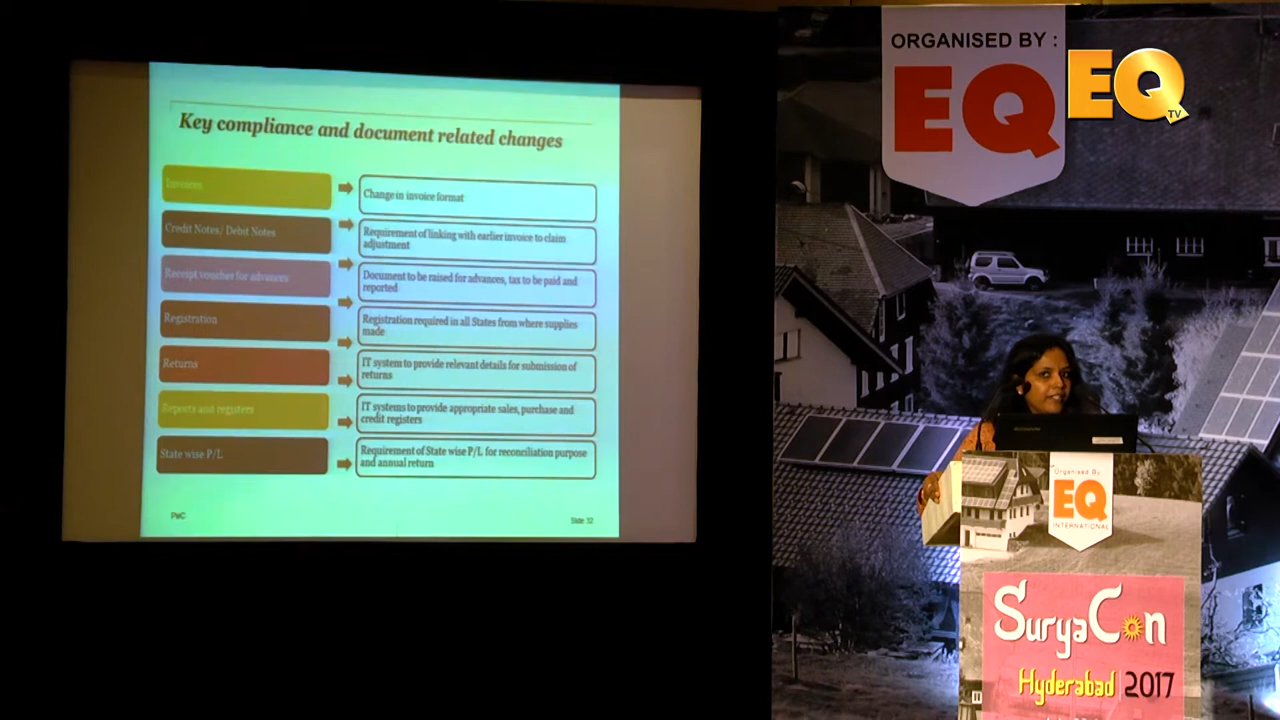 Key compliance and document related changes
Invoices
Change in invoice format
Credit Notes/ Debit Notes
Requirement of linking with earlier invoice to claim
adjustment
Receipt voucher for advances
Document to be raised for advances, tax to be paid and
reported
Registration
Registration required in all States from where supplies
made
Returns
IT system to provide relevant details for submission of
returns
Reports and registers
IT systems to provide appropriate sales, purchase and
credit registers
State wise P/L
Requirement of State wise P/L for reconciliation purpose
and annual return
PwC
Slide 32
ORGANISED BY :
EQ
EQ
TV
Organised By
EQ
INTERNATIONAL
SuryaCon
Hyderabad 2017